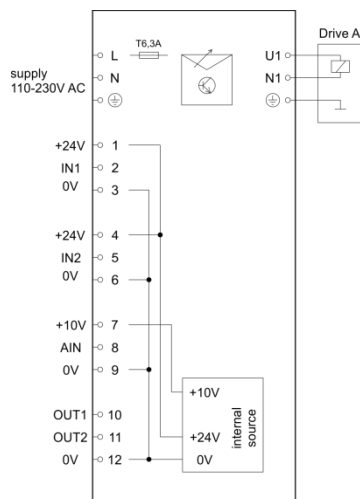 Drive A
L T6,3A U1
supply
110-230V AC
N N1
+24V 1
IN1 2
0V 3
+24V 4
IN2 5
0V 6
+10V 7
AIN 8
0V 9
+10V
OUT1 10
OUT2 11
+24V
0V 12
0V
internal
source